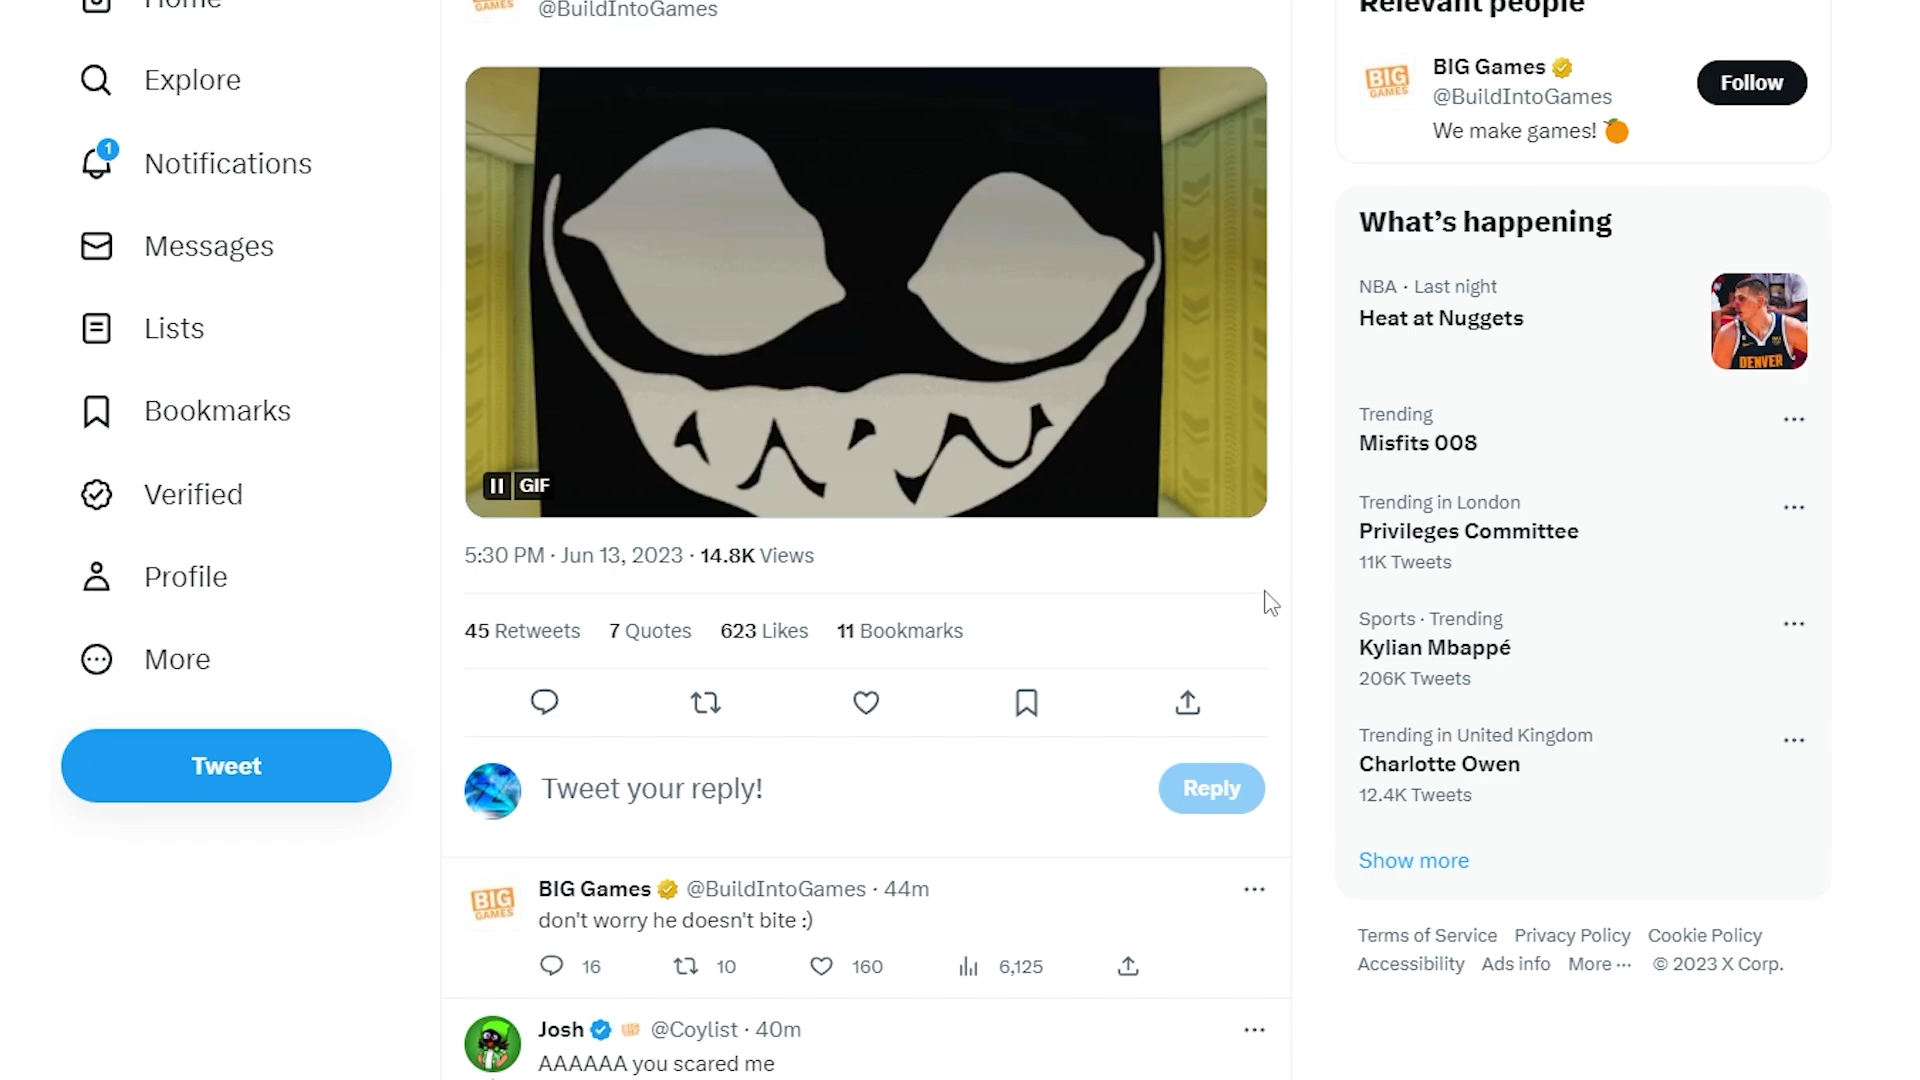 Home
Explore
1
Notifications
Messages
Lists
Bookmarks
Verified
Profile
More
Tweet
GAMES
@BuildIntoGames
GIF
5:30 PM · Jun 13, 2023 · 14.8K Views
45 Retweets 7 Quotes 623 Likes 11 Bookmarks
Tweet your reply!
Reply
BIG GAMES
BIG Games @BuildIntoGames · 44m
don't worry he doesn't bite :)
16 10 160 6,125
Josh @Coylist · 40m
AAAAAA you scared me
Relevant people
BIG GAMES
BIG Games
@BuildIntoGames
We make games!
Follow
What's happening
NBA · Last night
Heat at Nuggets
DENVER
Trending
Misfits 008
Trending in London
Privileges Committee
11K Tweets
Sports · Trending
Kylian Mbappé
206K Tweets
Trending in United Kingdom
Charlotte Owen
12.4K Tweets
Show more
Terms of Service Privacy Policy Cookie Policy
Accessibility Ads info More ··· © 2023 X Corp.